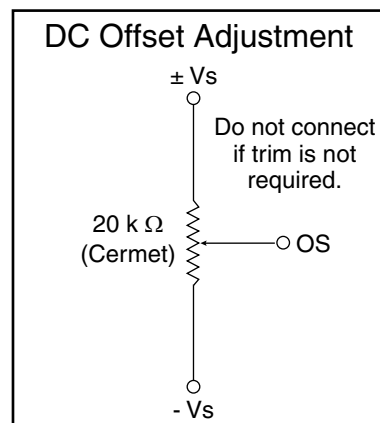 DC Offset Adjustment
± Vs
Do not connect
if trim is not
required.
20 k Ω
(Cermet)
OS
- Vs